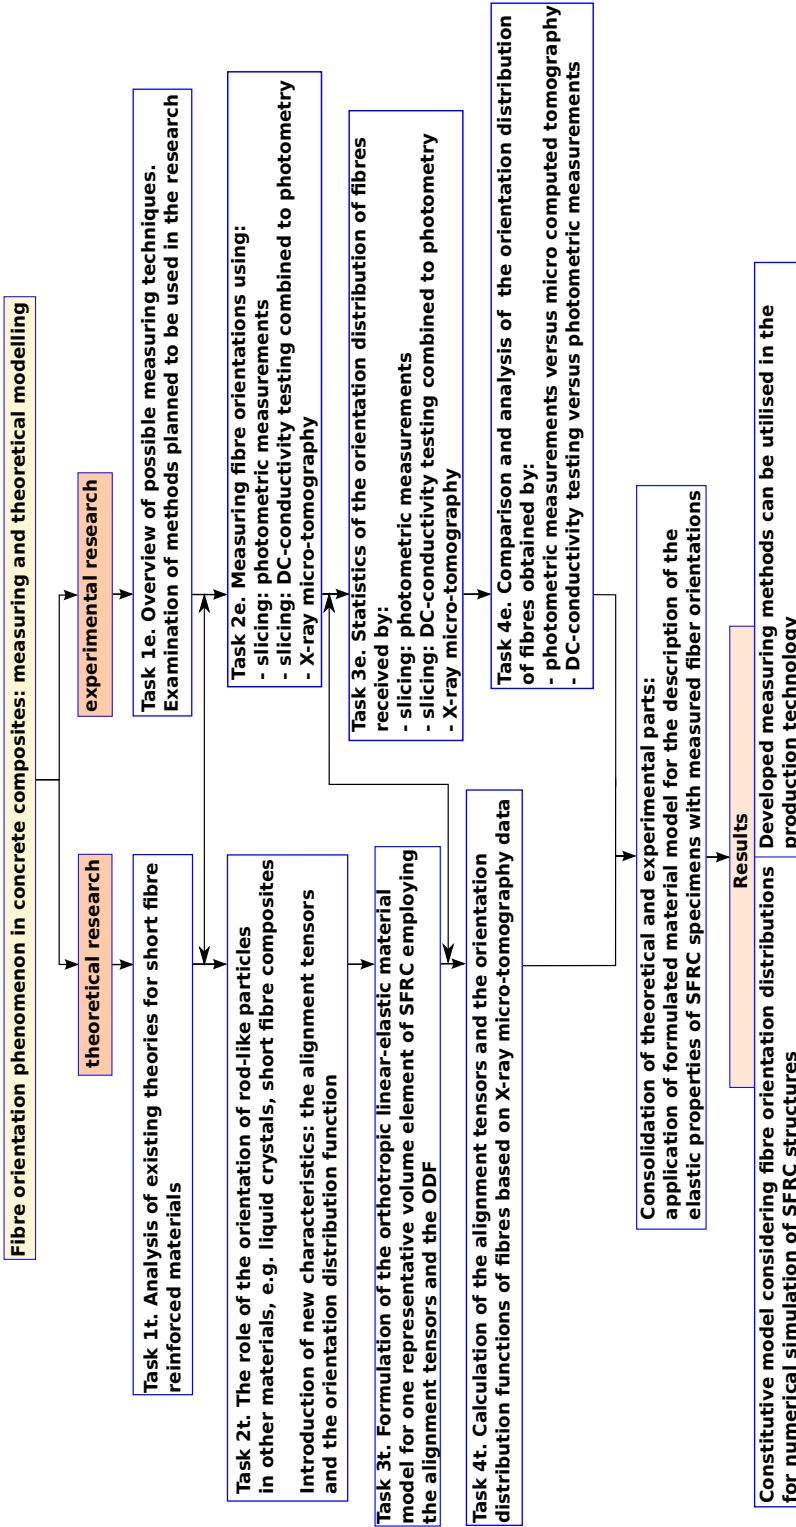 Fibre orientation phenomenon in concrete composites: measuring and theoretical modelling
theoretical research
experimental research
Task 1t. Analysis of existing theories for short fibre
reinforced materials
Task 1e. Overview of possible measuring techniques.
Examination of methods planned to be used in the research
Task 2t. The role of the orientation of rod-like particles
in other materials, e.g. liquid crystals, short fibre composites
Introduction of new characteristics: the alignment tensors
and the orientation distribution function
Task 2e. Measuring fibre orientations using:
- slicing: photometric measurements
- slicing: DC-conductivity testing combined to photometry
- X-ray micro-tomography
Task 3t. Formulation of the orthotropic linear-elastic material
model for one representative volume element of SFRC employing
the alignment tensors and the ODF
Task 3e. Statistics of the orientation distribution of fibres
received by:
- slicing: photometric measurements
- slicing: DC-conductivity testing combined to photometry
- X-ray micro-tomography
Task 4t. Calculation of the alignment tensors and the orientation
distribution functions of fibres based on X-ray micro-tomography data
Task 4e. Comparison and analysis of the orientation distribution
of fibres obtained by:
- photometric measurements versus micro computed tomography
- DC-conductivity testing versus photometric measurements
Consolidation of theoretical and experimental parts:
application of formulated material model for the description of the
elastic properties of SFRC specimens with measured fiber orientations
Results
Constitutive model considering fibre orientation distributions
for numerical simulation of SFRC structures
Developed measuring methods can be utilised in the
production technology